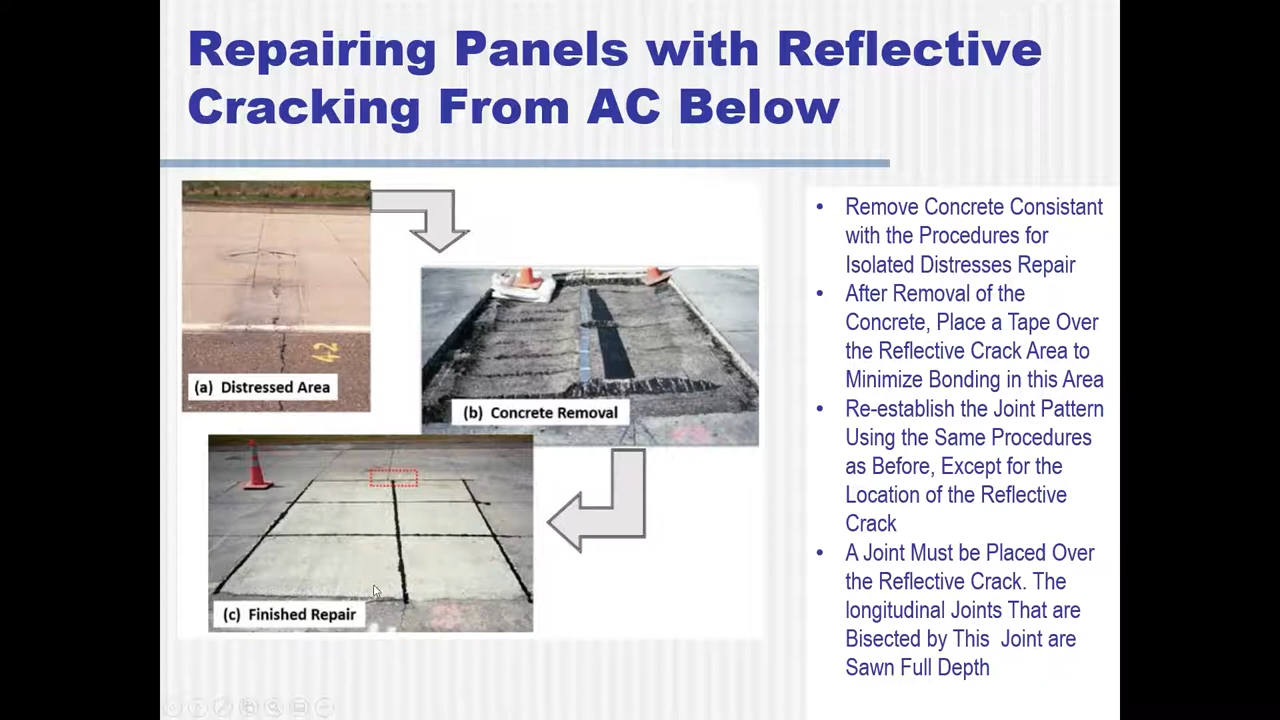 Repairing Panels with Reflective
Cracking From AC Below
42
(a) Distressed Area
(b) Concrete Removal
(c) Finished Repair
• Remove Concrete Consistant
with the Procedures for
Isolated Distresses Repair
• After Removal of the
Concrete, Place a Tape Over
the Reflective Crack Area to
Minimize Bonding in this Area
• Re-establish the Joint Pattern
Using the Same Procedures
as Before, Except for the
Location of the Reflective
Crack
• A Joint Must be Placed Over
the Reflective Crack. The
longitudinal Joints That are
Bisected by This Joint are
Sawn Full Depth